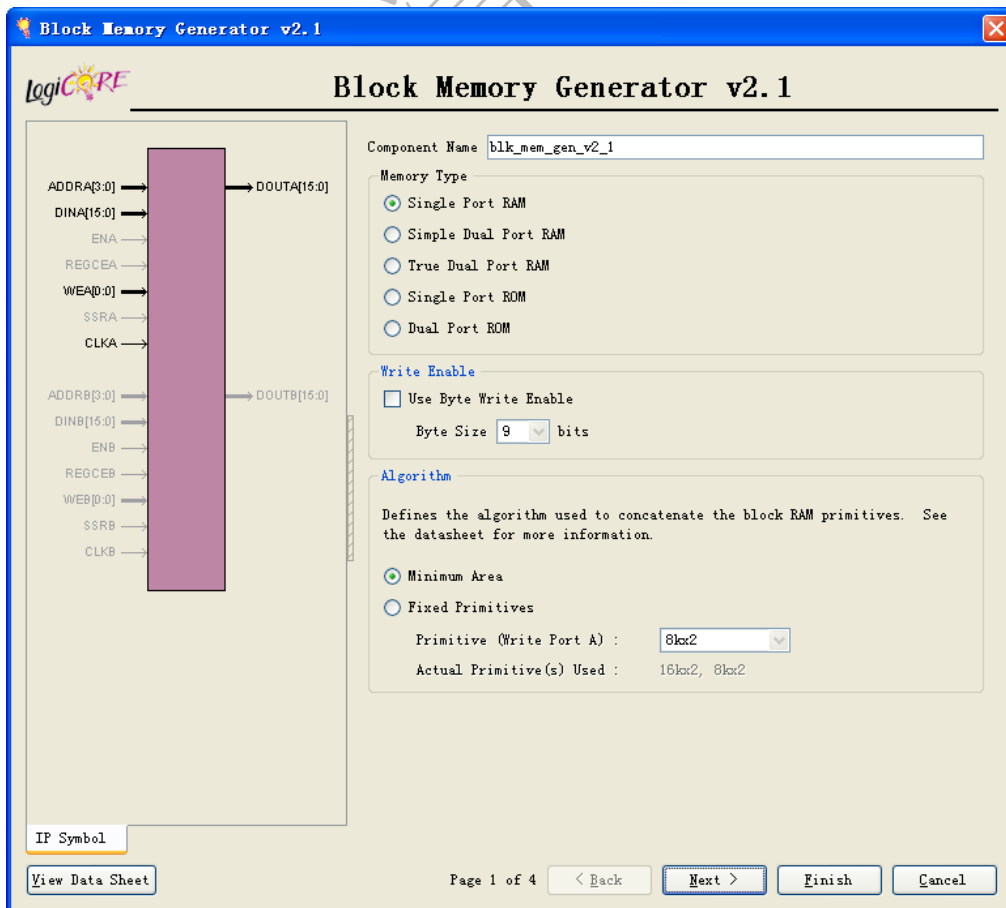 Block Memory Generator v2.1
LogiCORE
Block Memory Generator v2.1
ADDRA[3:0]
DOUTA[15:0]
DINA[15:0]
ENA
REGCEA
WEA[0:0]
SSRA
CLKA
ADDRB[3:0]
DOUTB[15:0]
DINB[15:0]
ENB
REGCEB
WEB[0:0]
SSRB
CLKB
IP Symbol
Component Name blk_mem_gen_v2_1
Memory Type
Single Port RAM
Simple Dual Port RAM
True Dual Port RAM
Single Port ROM
Dual Port ROM
Write Enable
Use Byte Write Enable
Byte Size 9 bits
Algorithm
Defines the algorithm used to concatenate the block RAM primitives. See
the datasheet for more information.
Minimum Area
Fixed Primitives
Primitive (Write Port A) : 8kx2
Actual Primitive(s) Used : 16kx2, 8kx2
View Data Sheet
Page 1 of 4
< Back
Next >
Finish
Cancel